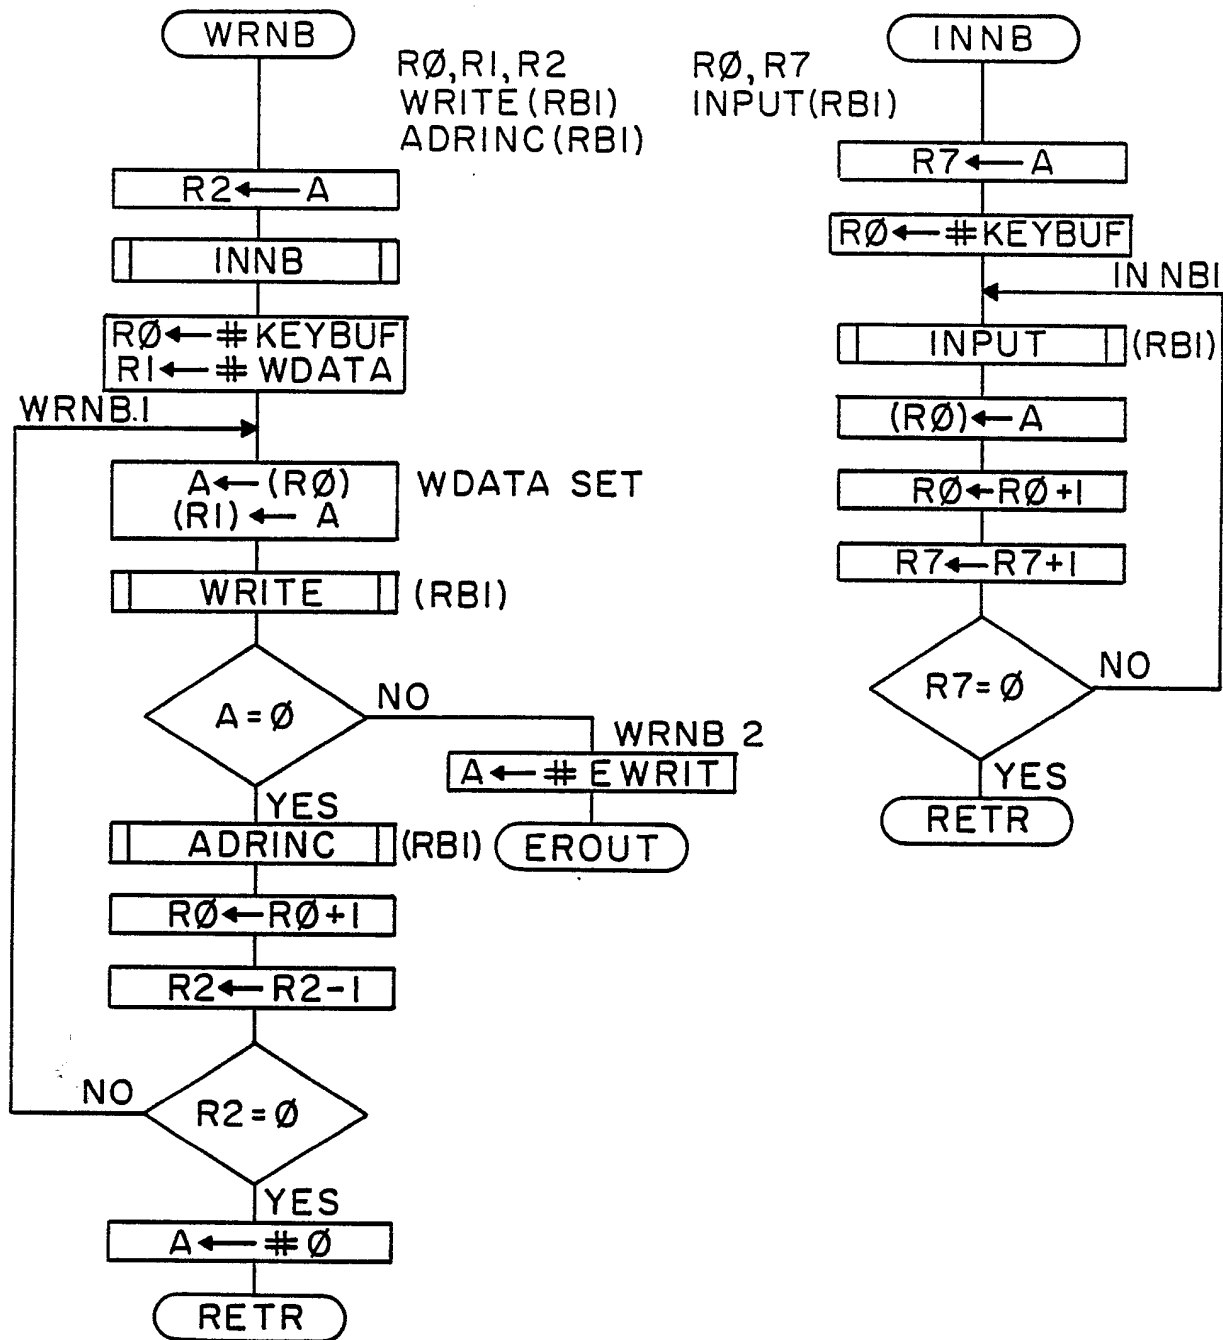 WRNB
RØ,R1,R2
WRITE(RB1)
ADRINC(RB1)
R2←A
INNB
RØ←#KEYBUF
R1←#WDATA
WRNB.1
A←(RØ)
(R1)←A
WDATA SET
WRITE
(RB1)
A=Ø
NO
WRNB 2
A←#EWRIT
EROUT
YES
ADRINC
(RB1)
RØ←RØ+1
R2←R2-1
NO
R2=Ø
YES
A←#Ø
RETR
INNB
RØ,R7
INPUT(RB1)
R7←A
RØ←#KEYBUF
INNB1
INPUT
(RB1)
(RØ)←A
RØ←RØ+1
R7←R7+1
R7=Ø
NO
YES
RETR